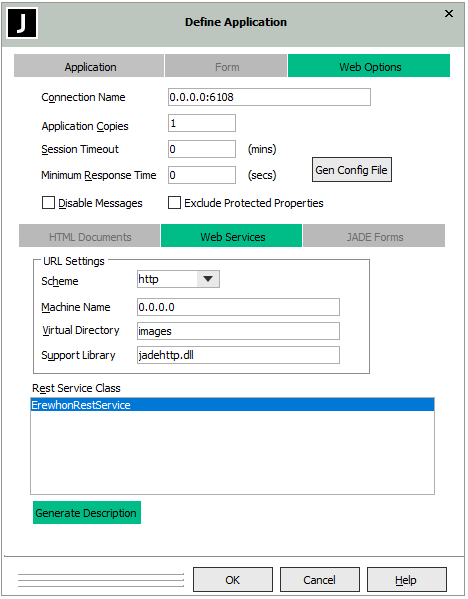 J
Define Application
Application Form Web Options
Connection Name 0.0.0.0:6108
Application Copies 1
Session Timeout 0 (mins)
Minimum Response Time 0 (secs)
Gen Config File
Disable Messages Exclude Protected Properties
HTML Documents Web Services JADE Forms
URL Settings
Scheme http
Machine Name 0.0.0.0
Virtual Directory images
Support Library jadehttp.dll
Rest Service Class
ErewhonRestService
Generate Description
OK Cancel Help